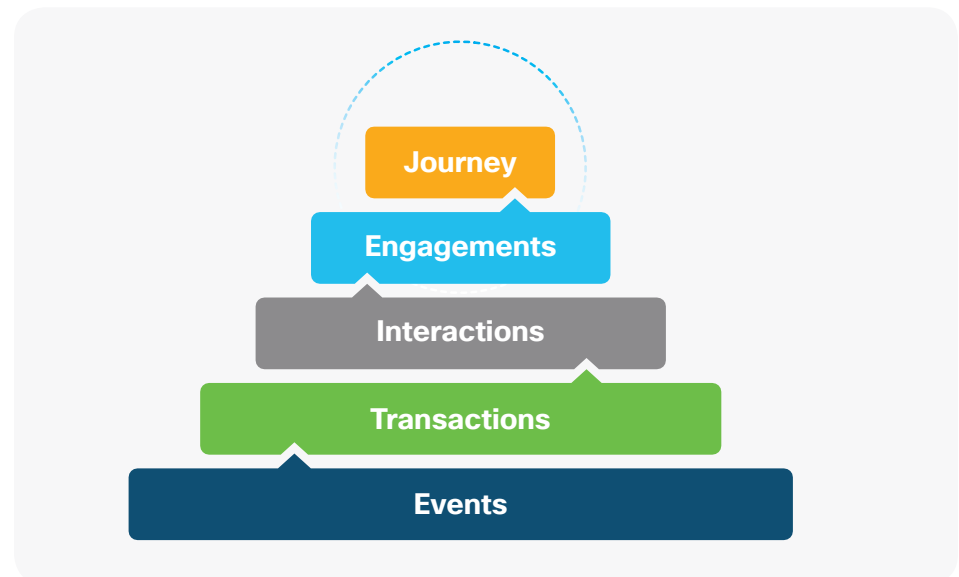 Journey
Engagements
Interactions
Transactions
Events